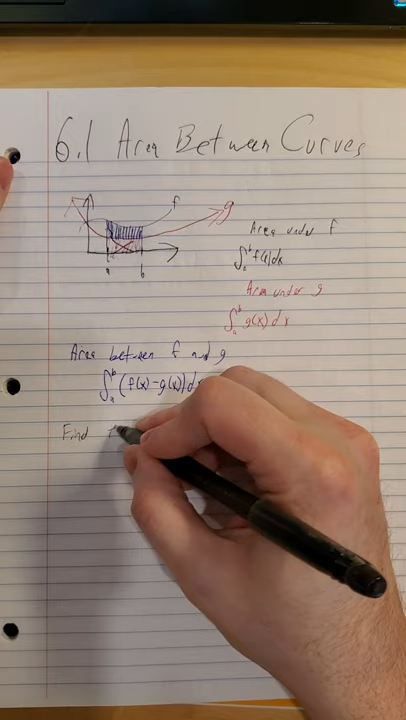 6.1 Area Between Curves
f
g
a b
Area under f
∫ₐᵇ f(x)dx
Area under g
∫ₐᵇ g(x)dx
Area between f and g
∫ₐᵇ (f(x)-g(x))dx
Find